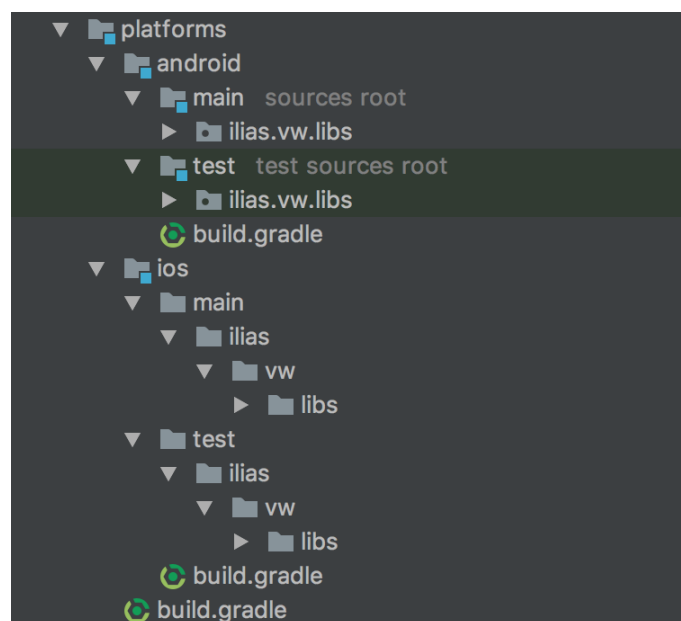 platforms
android
main sources root
ilias.vw.libs
test test sources root
ilias.vw.libs
build.gradle
ios
main
ilias
vw
libs
test
ilias
vw
libs
build.gradle
build.gradle